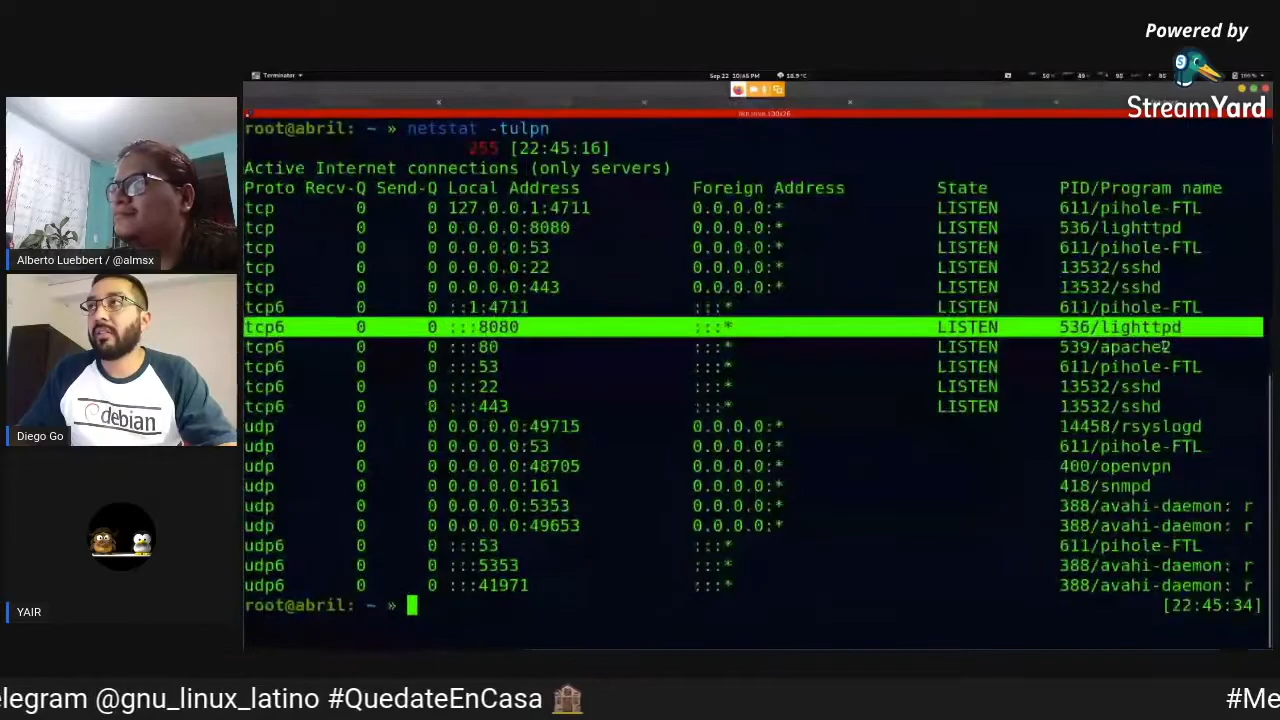 Powered by
StreamYard
Terminator
Sep 22 10:45 PM
18.9°C
root@abril: ~ » netstat -tulpn
255 [22:45:16]
Active Internet connections (only servers)
Proto Recv-Q Send-Q Local Address Foreign Address State PID/Program name
tcp 0 0 127.0.0.1:4711 0.0.0.0:* LISTEN 611/pihole-FTL
tcp 0 0 0.0.0.0:8080 0.0.0.0:* LISTEN 536/lighttpd
tcp 0 0 0.0.0.0:53 0.0.0.0:* LISTEN 611/pihole-FTL
tcp 0 0 0.0.0.0:22 0.0.0.0:* LISTEN 13532/sshd
tcp 0 0 0.0.0.0:443 0.0.0.0:* LISTEN 13532/sshd
tcp6 0 0 ::1:4711 :::* LISTEN 611/pihole-FTL
tcp6 0 0 :::8080 :::* LISTEN 536/lighttpd
tcp6 0 0 :::80 :::* LISTEN 539/apache2
tcp6 0 0 :::53 :::* LISTEN 611/pihole-FTL
tcp6 0 0 :::22 :::* LISTEN 13532/sshd
tcp6 0 0 :::443 :::* LISTEN 13532/sshd
udp 0 0 0.0.0.0:49715 0.0.0.0:* 14458/rsyslogd
udp 0 0 0.0.0.0:53 0.0.0.0:* 611/pihole-FTL
udp 0 0 0.0.0.0:48705 0.0.0.0:* 400/openvpn
udp 0 0 0.0.0.0:161 0.0.0.0:* 418/snmpd
udp 0 0 0.0.0.0:5353 0.0.0.0:* 388/avahi-daemon: r
udp 0 0 0.0.0.0:49653 0.0.0.0:* 388/avahi-daemon: r
udp6 0 0 :::53 :::* 611/pihole-FTL
udp6 0 0 :::5353 :::* 388/avahi-daemon: r
udp6 0 0 :::41971 :::* 388/avahi-daemon: r
root@abril: ~ » [22:45:34]
Alberto Luebbert / @almsx
debian
Diego Go
YAIR
elegram @gnu_linux_latino #QuedateEnCasa #Me